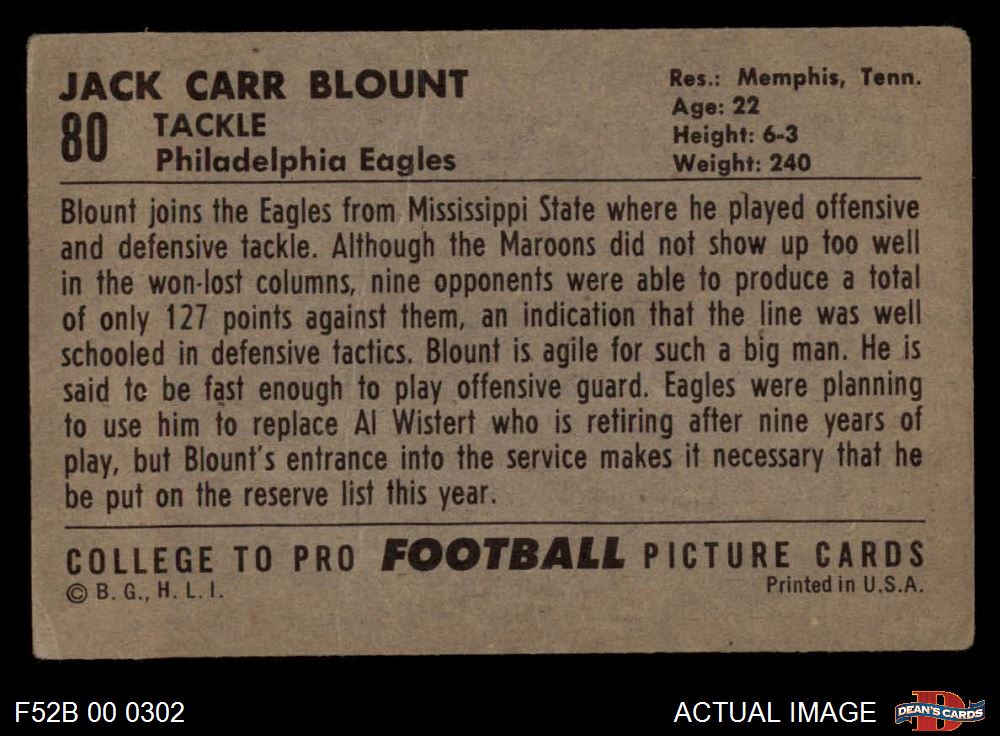 JACK CARR BLOUNT
80 TACKLE
Philadelphia Eagles
Res.: Memphis, Tenn.
Age: 22
Height: 6-3
Weight: 240
Blount joins the Eagles from Mississippi State where he played offensive
and defensive tackle. Although the Maroons did not show up too well
in the won-lost columns, nine opponents were able to produce a total
of only 127 points against them, an indication that the line was well
schooled in defensive tactics. Blount is agile for such a big man. He is
said to be fast enough to play offensive guard. Eagles were planning
to use him to replace Al Wistert who is retiring after nine years of
play, but Blount's entrance into the service makes it necessary that he
be put on the reserve list this year.
COLLEGE TO PRO FOOTBALL PICTURE CARDS
© B. G., H. L. I.
Printed in U.S.A.
F52B 00 0302
ACTUAL IMAGE
DEAN'S CARDS